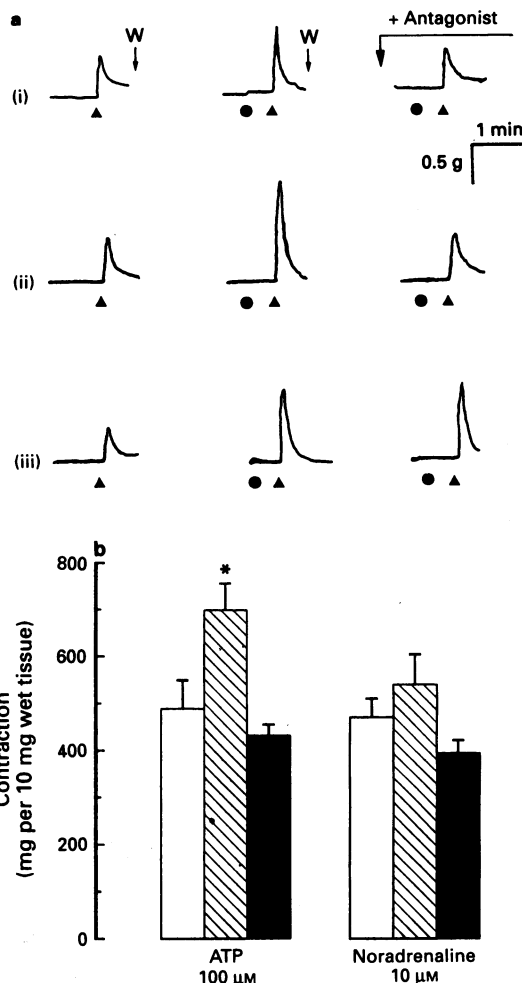 a
W
W
+ Antagonist
(i)
1 min
0.5 g
(ii)
(iii)
b
*
800
600
400
200
0
Contraction
(mg per 10 mg wet tissue)
ATP
100 μM
Noradrenaline
10 μM